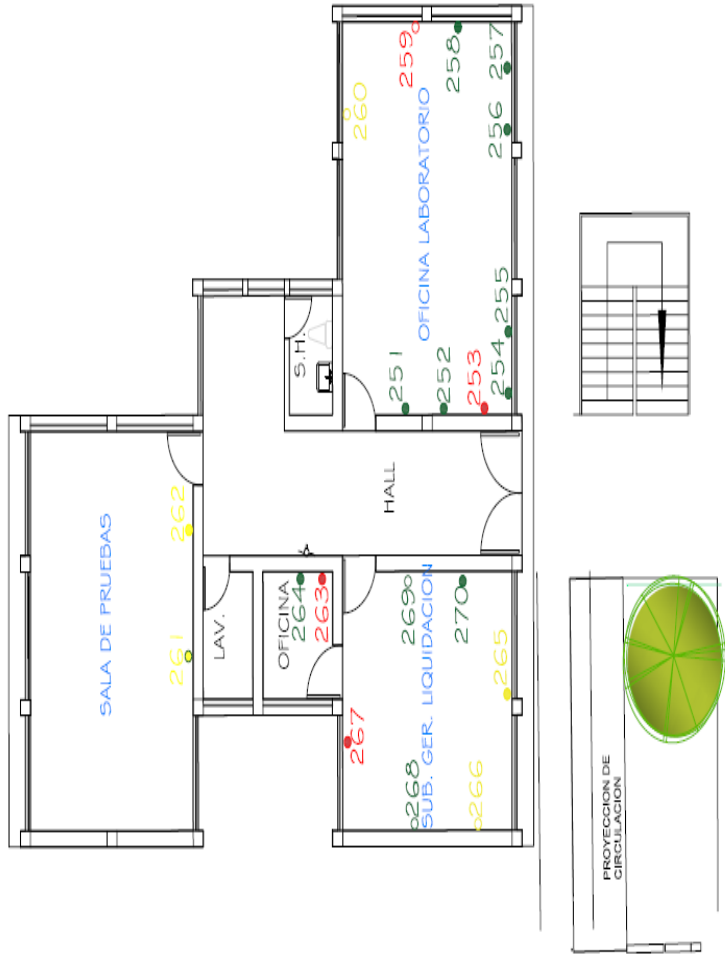 SALA DE PRUEBAS
261
262
LAV.
OFICINA
264
263
HALL
S.H.
267
268
SUB. GER. LIQUIDACION
269
270
266
265
OFICINA LABORATORIO
251
252
253
254
255
256
257
258
259
260
PROYECCION DE
CIRCULACION